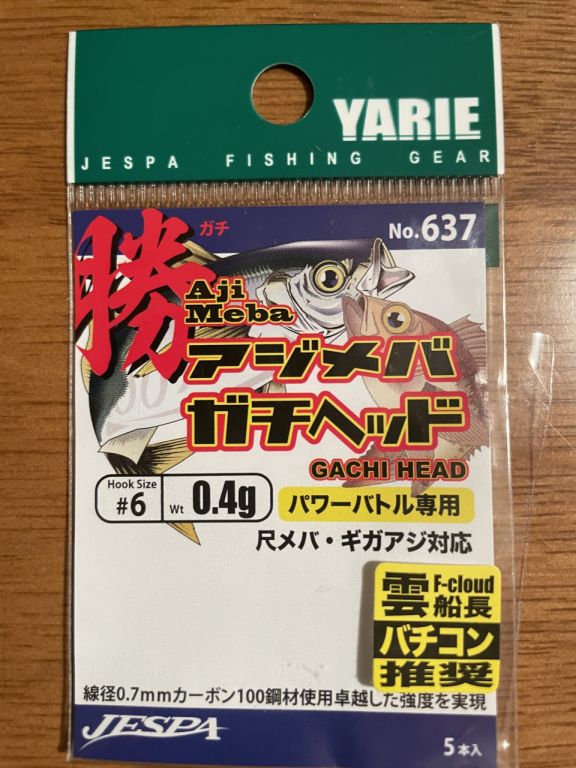 YARIE
JESPA FISHING GEAR
勝
ガチ
No.637
Aji
Meba
アジメバ
ガチヘッド
GACHI HEAD
Hook Size
#6
Wt 0.4g
パワーバトル専用
尺メバ・ギガアジ対応
雲 F-cloud
船長
バチコン
推奨
線径0.7mmカーボン100鋼材使用卓越した強度を実現
JESPA
5本入